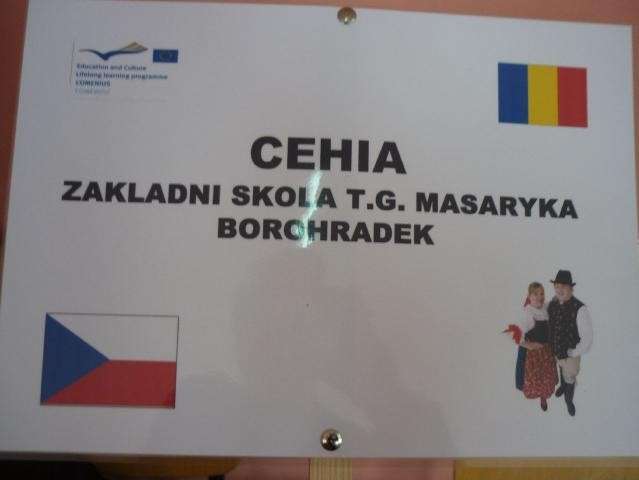 Education and Culture
Lifelong learning programme
COMENIUS
CEHIA
ZAKLADNI SKOLA T.G. MASARYKA
BOROHRADEK